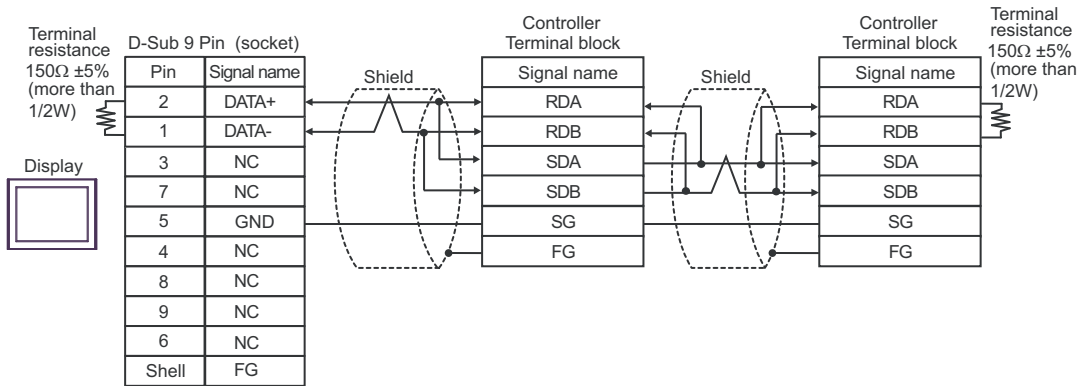 Terminal
resistance
150Ω ±5%
(more than
1/2W)
Display
D-Sub 9 Pin (socket)
Pin Signal name
2 DATA+
1 DATA-
3 NC
7 NC
5 GND
4 NC
8 NC
9 NC
6 NC
Shell FG
Shield
Controller
Terminal block
Signal name
RDA
RDB
SDA
SDB
SG
FG
Shield
Controller
Terminal block
Signal name
RDA
RDB
SDA
SDB
SG
FG
Terminal
resistance
150Ω ±5%
(more than
1/2W)